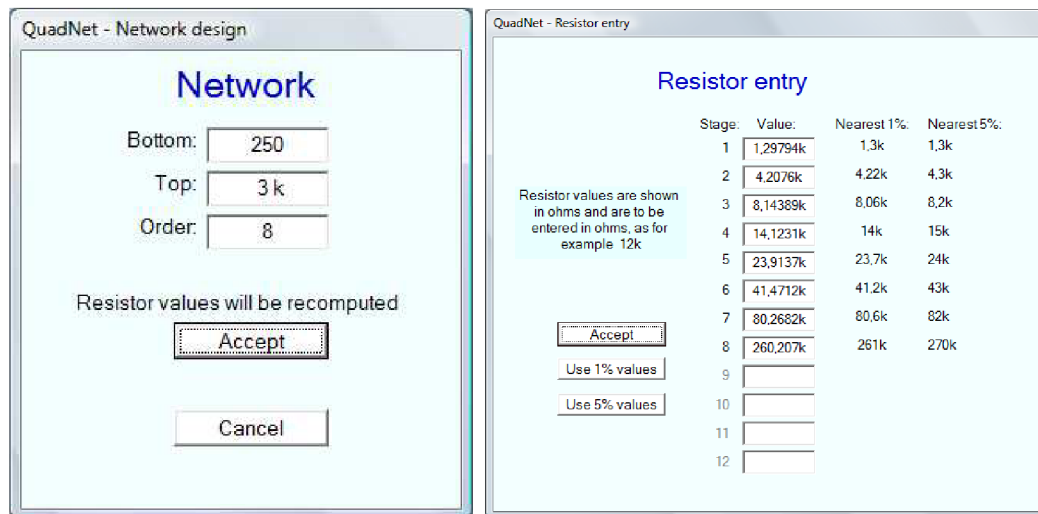 QuadNet - Network design
Network
Bottom: 250
Top: 3 k
Order: 8
Resistor values will be recomputed
Accept
Cancel
QuadNet - Resistor entry
Resistor entry
Stage: Value: Nearest 1%: Nearest 5%:
1 1,29794k 1,3k 1,3k
2 4,2076k 4,22k 4,3k
3 8,14389k 8,06k 8,2k
4 14,1231k 14k 15k
5 23,9137k 23,7k 24k
6 41,4712k 41,2k 43k
7 80,2682k 80,6k 82k
8 260,207k 261k 270k
9
10
11
12
Resistor values are shown
in ohms and are to be
entered in ohms, as for
example 12k
Accept
Use 1% values
Use 5% values